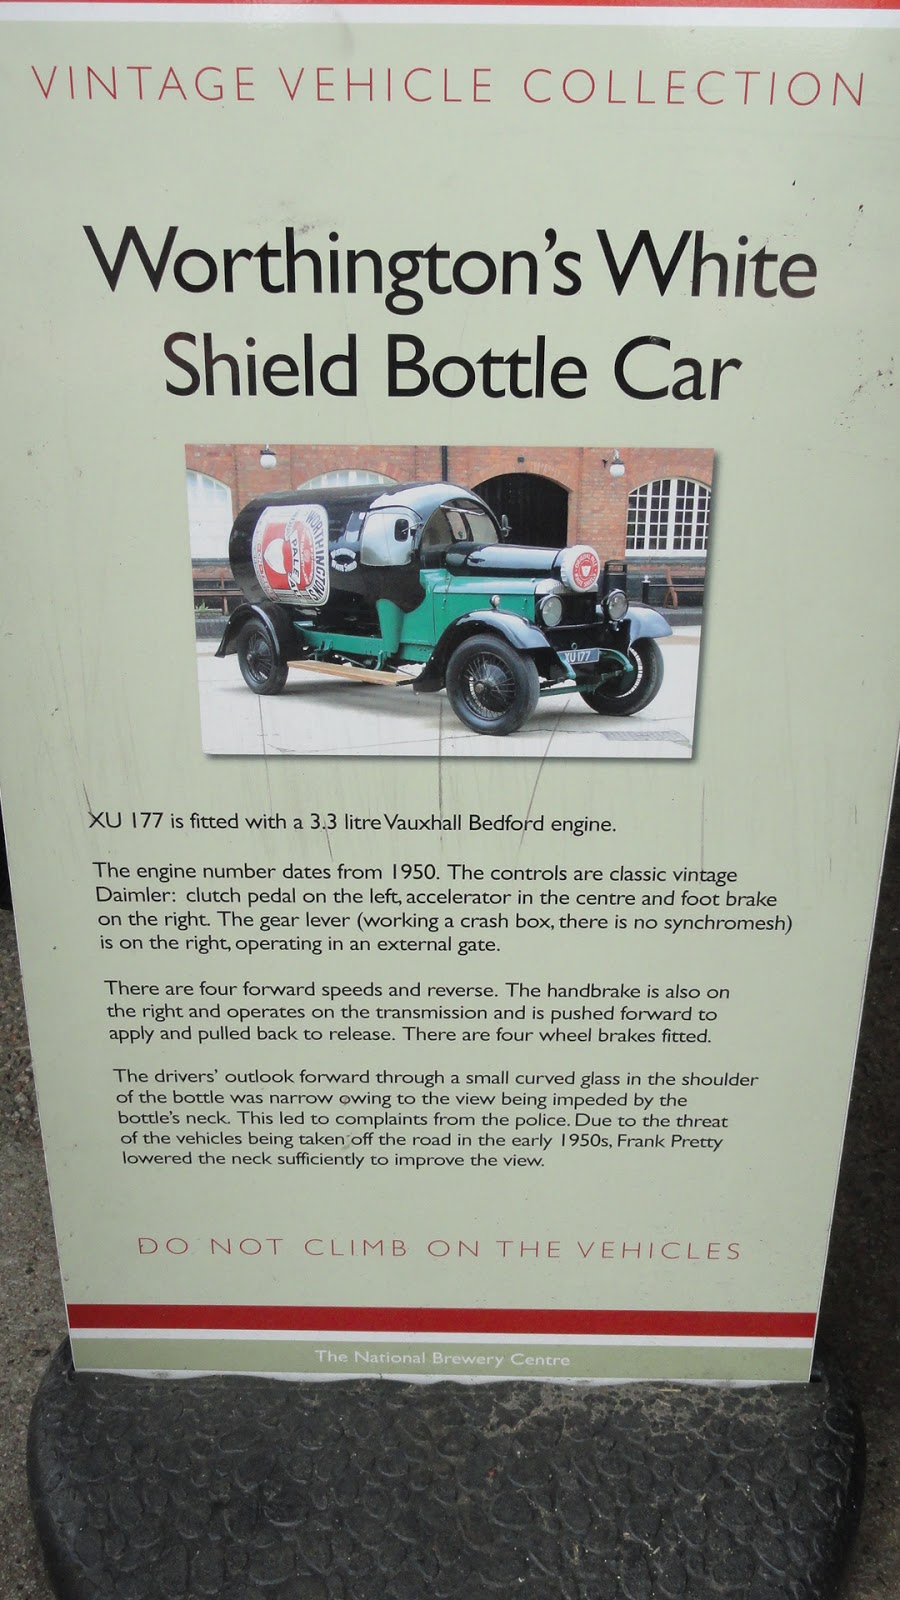 VINTAGE VEHICLE COLLECTION
Worthington's White
Shield Bottle Car
WORTHINGTON'S
PALE A
XU 177
XU 177 is fitted with a 3.3 litre Vauxhall Bedford engine.
The engine number dates from 1950. The controls are classic vintage
Daimler: clutch pedal on the left, accelerator in the centre and foot brake
on the right. The gear lever (working a crash box, there is no synchromesh)
is on the right, operating in an external gate.
There are four forward speeds and reverse. The handbrake is also on
the right and operates on the transmission and is pushed forward to
apply and pulled back to release. There are four wheel brakes fitted.
The drivers' outlook forward through a small curved glass in the shoulder
of the bottle was narrow owing to the view being impeded by the
bottle's neck. This led to complaints from the police. Due to the threat
of the vehicles being taken off the road in the early 1950s, Frank Pretty
lowered the neck sufficiently to improve the view.
DO NOT CLIMB ON THE VEHICLES
The National Brewery Centre